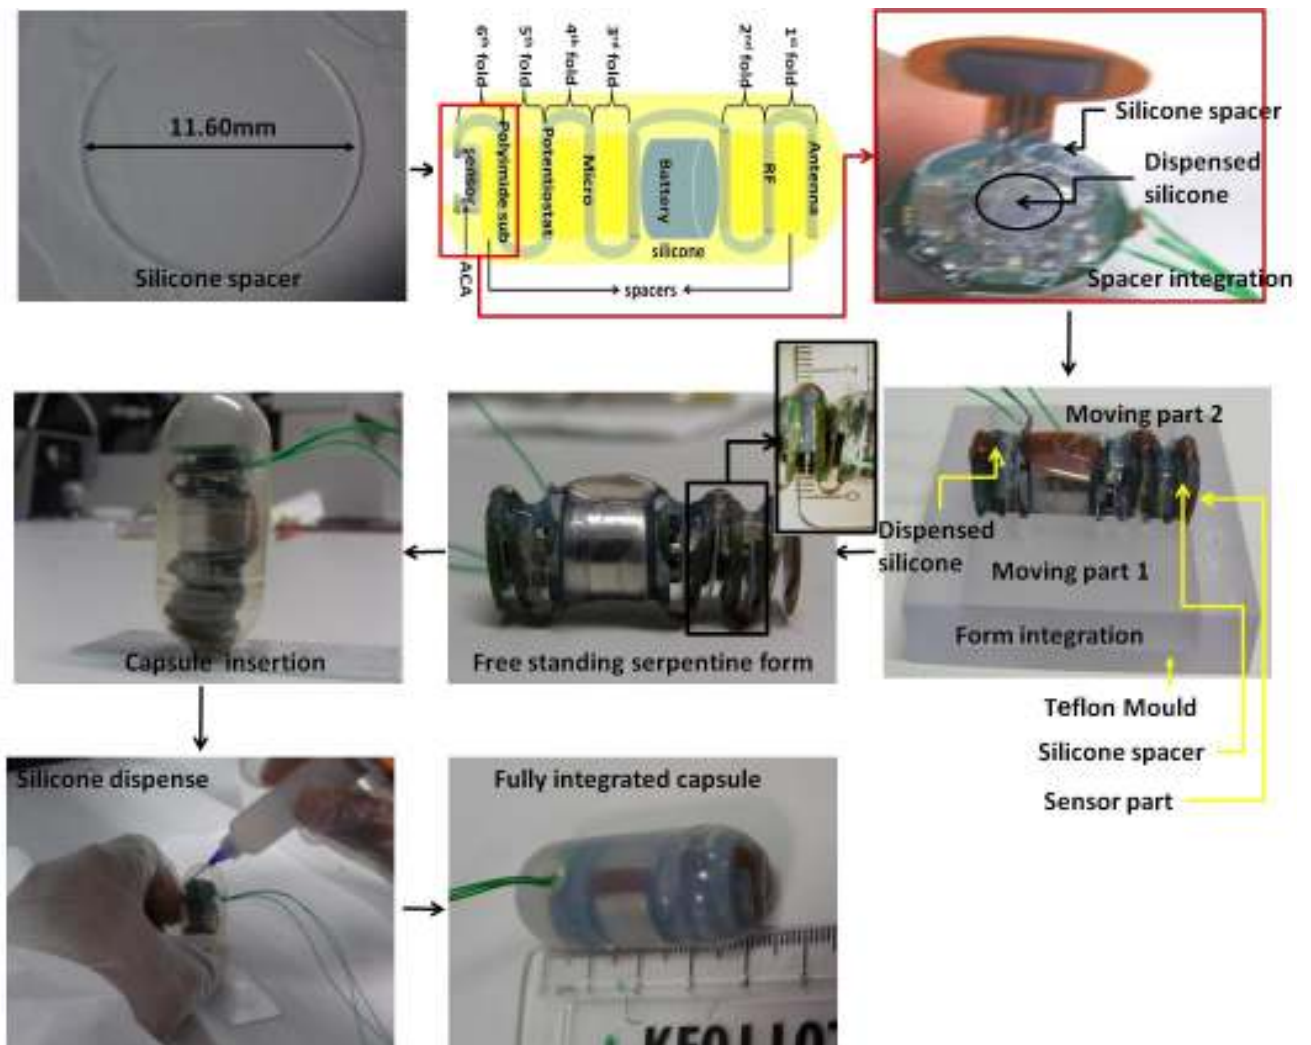 11.60mm
Silicone spacer
6th fold
5th fold
4th fold
3rd fold
2nd fold
1st fold
sensor
Polyimide sub
Potentiostat
Micro
Battery
RF
Antenna
silicone
ACA
spacers
Silicone spacer
Dispensed
silicone
Spacer integration
Moving part 2
Dispensed
silicone
Moving part 1
Form integration
Teflon Mould
Silicone spacer
Sensor part
Free standing serpentine form
Capsule insertion
Silicone dispense
Fully integrated capsule